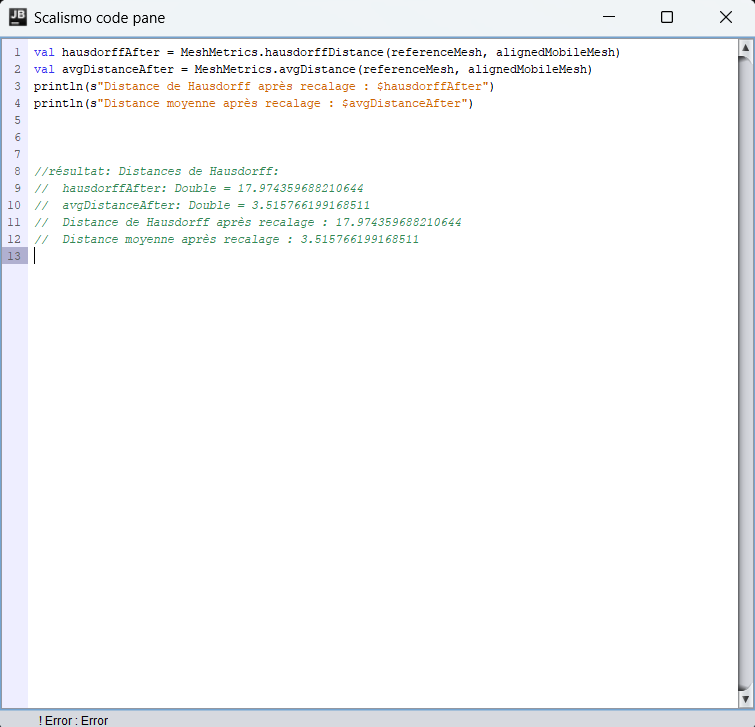 JB Scalismo code pane
1 val hausdorffAfter = MeshMetrics.hausdorffDistance(referenceMesh, alignedMobileMesh)
2 val avgDistanceAfter = MeshMetrics.avgDistance(referenceMesh, alignedMobileMesh)
3 println(s"Distance de Hausdorff après recalage : $hausdorffAfter")
4 println(s"Distance moyenne après recalage : $avgDistanceAfter")
5
6
7
8 //résultat: Distances de Hausdorff:
9 //  hausdorffAfter: Double = 17.974359688210644
10 //  avgDistanceAfter: Double = 3.515766199168511
11 //  Distance de Hausdorff après recalage : 17.974359688210644
12 //  Distance moyenne après recalage : 3.515766199168511
13
! Error : Error